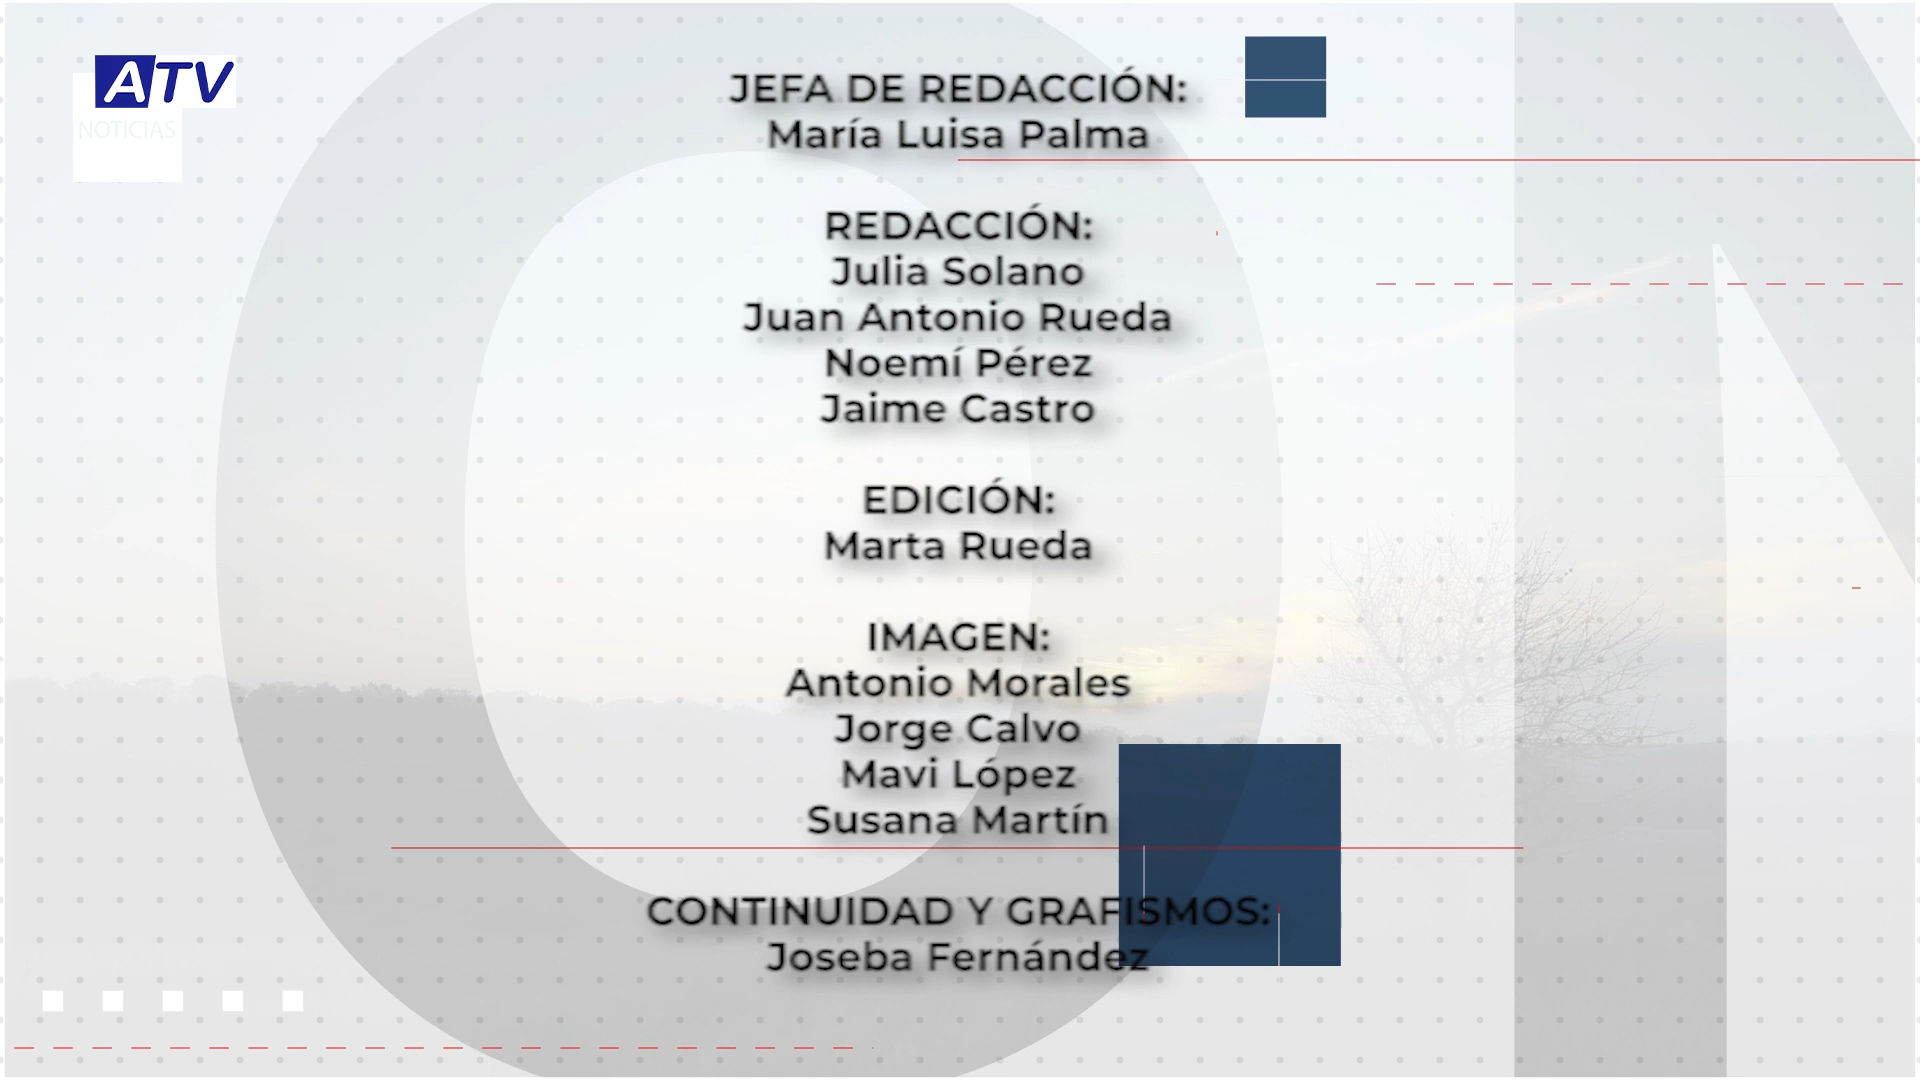 ATV
NOTICIAS
JEFA DE REDACCIÓN:
María Luisa Palma
REDACCIÓN:
Julia Solano
Juan Antonio Rueda
Noemí Pérez
Jaime Castro
EDICIÓN:
Marta Rueda
IMAGEN:
Antonio Morales
Jorge Calvo
Mavi López
Susana Martín
CONTINUIDAD Y GRAFISMOS:
Joseba Fernández